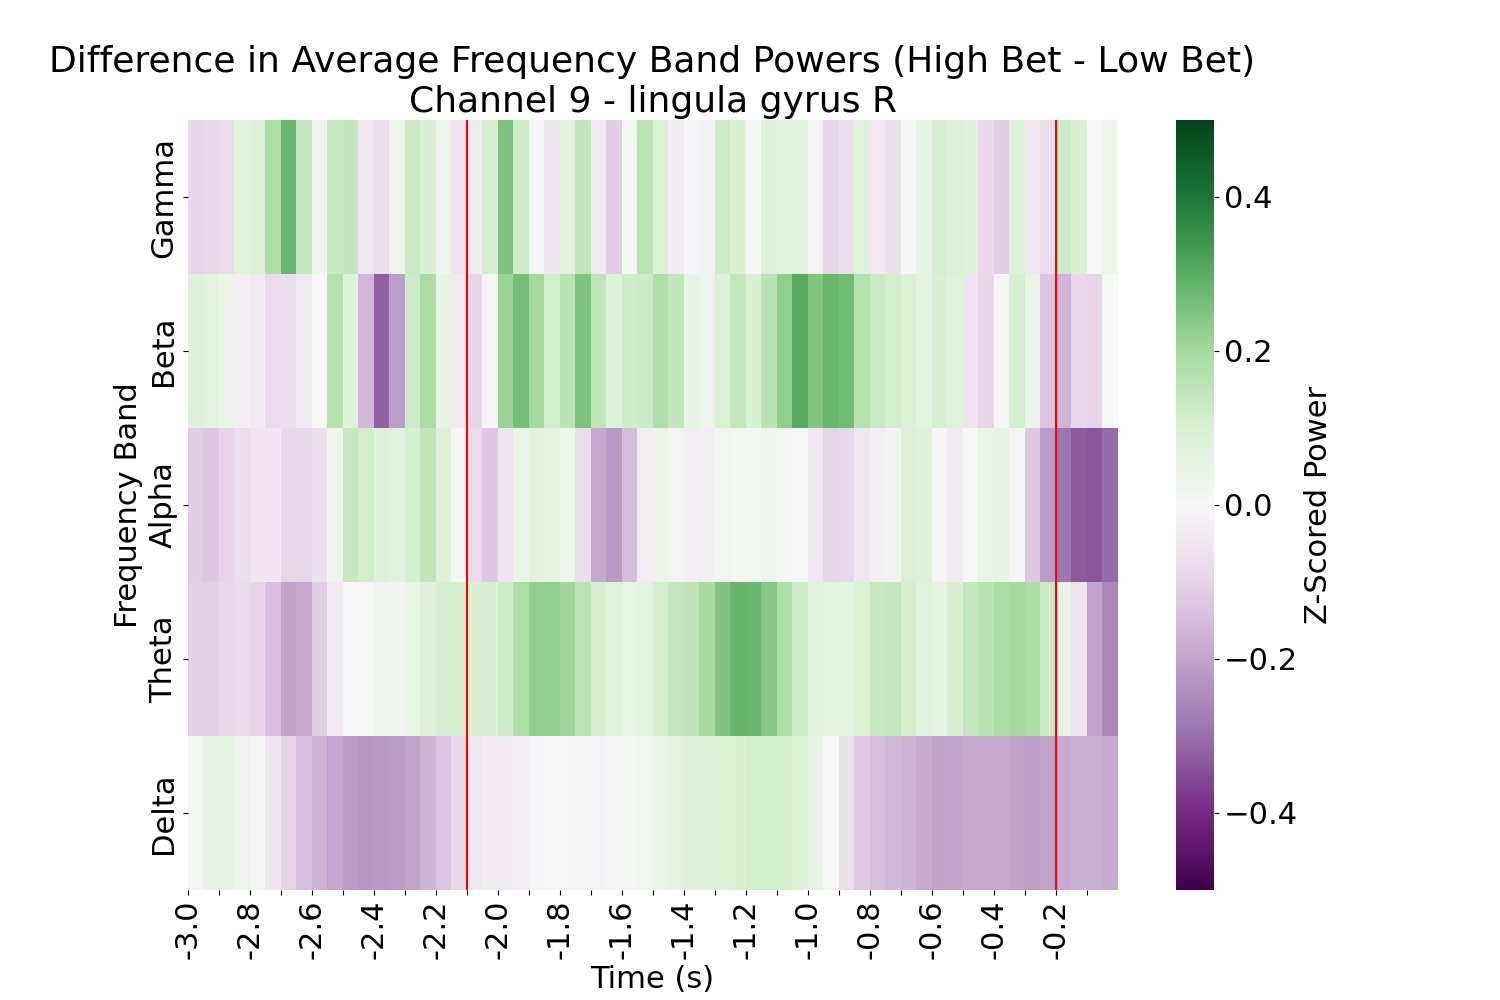 Difference in Average Frequency Band Powers (High Bet - Low Bet)
Channel 9 - lingula gyrus R
Frequency Band
Gamma
Beta
Alpha
Theta
Delta
-3.0
-2.8
-2.6
-2.4
-2.2
-2.0
-1.8
-1.6
-1.4
-1.2
-1.0
-0.8
-0.6
-0.4
-0.2
Time (s)
0.4
0.2
0.0
−0.2
−0.4
Z-Scored Power